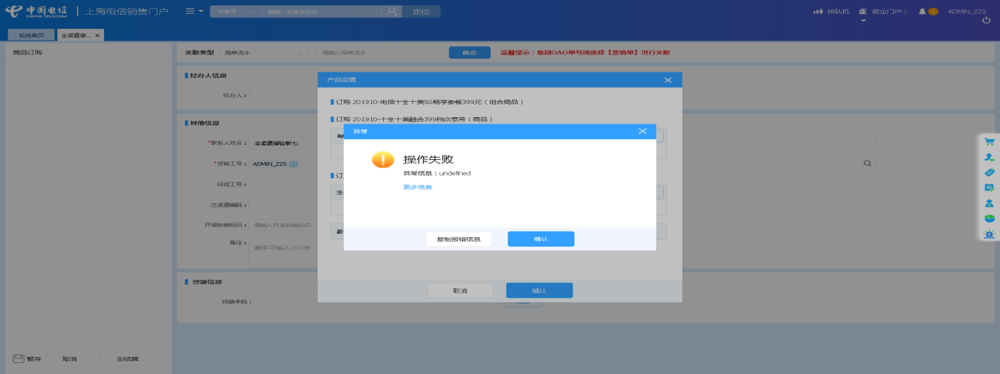 中国电信
CHINA TELECOM
上海电信销售门户
设备号
请输入设备号定位
定位
排队机
政企门户>
1
ADMIN_ZZS
系统首页
全渠道穿... ×
商品订购
关联类型
甩单流水
请输入甩单流水
确定
温馨提示：集团OAO单号请选择【营销单】进行关联
经办人信息
经办人：
其他信息
*联系人姓名：
全渠道穿验新七
*促销工号：
ADMIN_ZZS
综促工号：
泛渠道编码：
开渠助销标识：
请输入开渠助销标识
备注：
最多可输入100字
终端信息
终端串码：
暂存
取消
去结算
产品设置
订购 201910-电信十全十美5G畅享套餐399元（组合商品）
订购 201910-十全十美融合399档次宽带（商品）
订
主
副
异常
操作失败
异常信息：undefined
更多信息
复制报错信息
确认
取消
确认